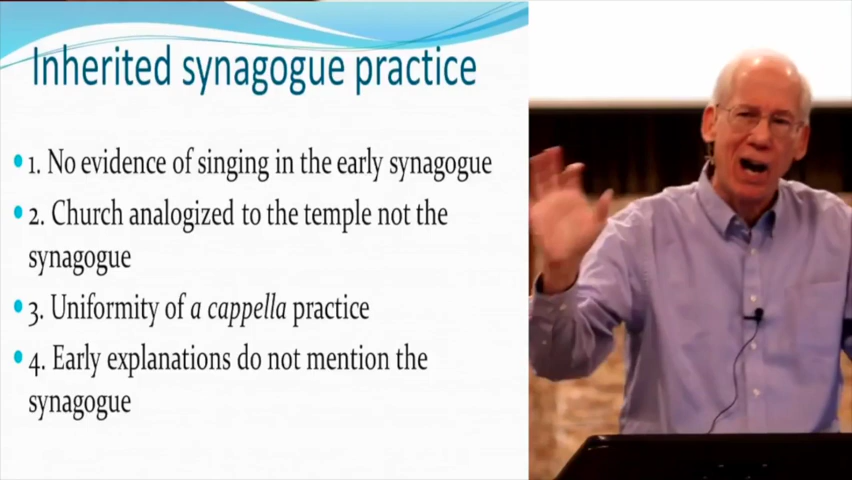 Inherited synagogue practice
1. No evidence of singing in the early synagogue
2. Church analogized to the temple not the
synagogue
3. Uniformity of a cappella practice
4. Early explanations do not mention the
synagogue